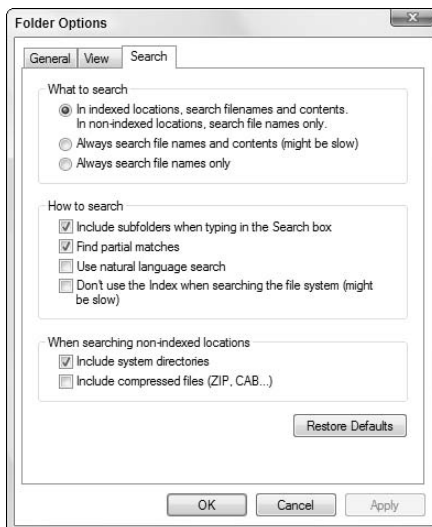 Folder Options
General View Search
What to search
In indexed locations, search filenames and contents.
In non-indexed locations, search file names only.
Always search file names and contents (might be slow)
Always search file names only
How to search
Include subfolders when typing in the Search box
Find partial matches
Use natural language search
Don't use the Index when searching the file system (might
be slow)
When searching non-indexed locations
Include system directories
Include compressed files (ZIP, CAB...)
Restore Defaults
OK Cancel Apply